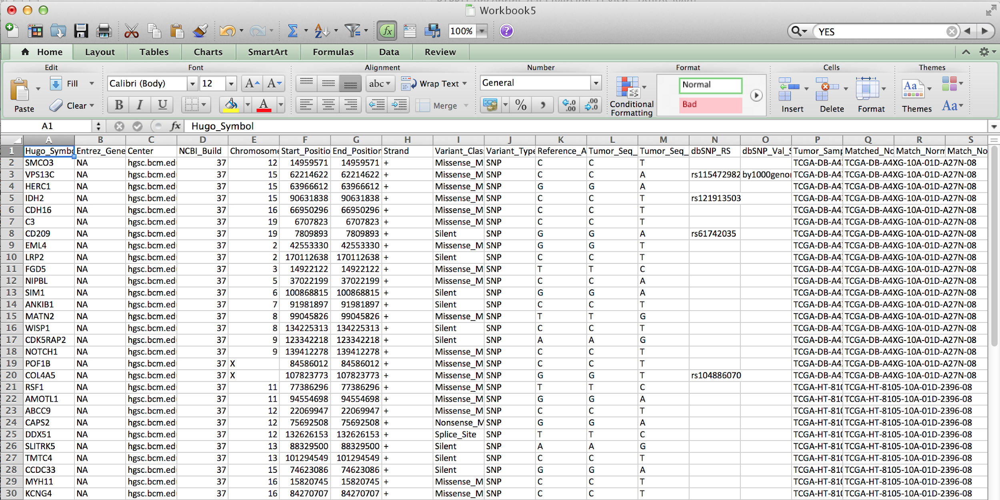 Workbook5
100%
YES
Home Layout Tables Charts SmartArt Formulas Data Review
Edit Font Alignment Number Format Cells Themes
Paste Fill Clear
Calibri (Body) 12
B I U
abc Wrap Text Merge
General
%
Conditional Formatting
Normal
Bad
Insert Delete Format Themes
A1 fx Hugo_Symbol
A B C D E F G H I J K L M N O P Q R S
1 Hugo_Symbo Entrez_Gene Center NCBI_Build Chromosome Start_Positio End_Position Strand Variant_Clas Variant_Type Reference_A Tumor_Seq_ Tumor_Seq_ dbSNP_RS dbSNP_Val_S Tumor_Samp Matched_No Match_Norm Match_No
2 SMCO3 NA hgsc.bcm.ed 37 12 14959571 14959571 + Missense_M SNP C C T TCGA-DB-A4X TCGA-DB-A4XG-10A-01D-A27N-08
3 VPS13C NA hgsc.bcm.ed 37 15 62214622 62214622 + Missense_M SNP C C A rs115472982 by1000genor TCGA-DB-A4X TCGA-DB-A4XG-10A-01D-A27N-08
4 HERC1 NA hgsc.bcm.ed 37 15 63966612 63966612 + Missense_M SNP G G A TCGA-DB-A4X TCGA-DB-A4XG-10A-01D-A27N-08
5 IDH2 NA hgsc.bcm.ed 37 15 90631838 90631838 + Missense_M SNP C C T rs121913503 TCGA-DB-A4X TCGA-DB-A4XG-10A-01D-A27N-08
6 CDH16 NA hgsc.bcm.ed 37 16 66950296 66950296 + Missense_M SNP C C T TCGA-DB-A4X TCGA-DB-A4XG-10A-01D-A27N-08
7 C3 NA hgsc.bcm.ed 37 19 6707823 6707823 + Missense_M SNP C C T TCGA-DB-A4X TCGA-DB-A4XG-10A-01D-A27N-08
8 CD209 NA hgsc.bcm.ed 37 19 7809893 7809893 + Silent SNP G G A rs61742035 TCGA-DB-A4X TCGA-DB-A4XG-10A-01D-A27N-08
9 EML4 NA hgsc.bcm.ed 37 2 42553330 42553330 + Missense_M SNP G G T TCGA-DB-A4X TCGA-DB-A4XG-10A-01D-A27N-08
10 LRP2 NA hgsc.bcm.ed 37 2 170112638 170112638 + Silent SNP C C T TCGA-DB-A4X TCGA-DB-A4XG-10A-01D-A27N-08
11 FGD5 NA hgsc.bcm.ed 37 3 14922122 14922122 + Missense_M SNP T T C TCGA-DB-A4X TCGA-DB-A4XG-10A-01D-A27N-08
12 NIPBL NA hgsc.bcm.ed 37 5 37022199 37022199 + Missense_M SNP C C A TCGA-DB-A4X TCGA-DB-A4XG-10A-01D-A27N-08
13 SIM1 NA hgsc.bcm.ed 37 6 100868815 100868815 + Silent SNP G G A TCGA-DB-A4X TCGA-DB-A4XG-10A-01D-A27N-08
14 ANKIB1 NA hgsc.bcm.ed 37 7 91981897 91981897 + Silent SNP C C T TCGA-DB-A4X TCGA-DB-A4XG-10A-01D-A27N-08
15 MATN2 NA hgsc.bcm.ed 37 8 99045826 99045826 + Missense_M SNP T T G TCGA-DB-A4X TCGA-DB-A4XG-10A-01D-A27N-08
16 WISP1 NA hgsc.bcm.ed 37 8 134225313 134225313 + Silent SNP C C T TCGA-DB-A4X TCGA-DB-A4XG-10A-01D-A27N-08
17 CDK5RAP2 NA hgsc.bcm.ed 37 9 123342218 123342218 + Silent SNP A A G TCGA-DB-A4X TCGA-DB-A4XG-10A-01D-A27N-08
18 NOTCH1 NA hgsc.bcm.ed 37 9 139412278 139412278 + Missense_M SNP C C T TCGA-DB-A4X TCGA-DB-A4XG-10A-01D-A27N-08
19 POF1B NA hgsc.bcm.ed 37 X 84586012 84586012 + Missense_M SNP C C T TCGA-DB-A4X TCGA-DB-A4XG-10A-01D-A27N-08
20 COL4A5 NA hgsc.bcm.ed 37 X 107823773 107823773 + Missense_M SNP G G T rs104886070 TCGA-DB-A4X TCGA-DB-A4XG-10A-01D-A27N-08
21 RSF1 NA hgsc.bcm.ed 37 11 77386296 77386296 + Missense_M SNP T T C TCGA-HT-810 TCGA-HT-8105-10A-01D-2396-08
22 AMOTL1 NA hgsc.bcm.ed 37 11 94554698 94554698 + Missense_M SNP G G A TCGA-HT-810 TCGA-HT-8105-10A-01D-2396-08
23 ABCC9 NA hgsc.bcm.ed 37 12 22069947 22069947 + Missense_M SNP C C T TCGA-HT-810 TCGA-HT-8105-10A-01D-2396-08
24 CAPS2 NA hgsc.bcm.ed 37 12 75692508 75692508 + Nonsense_M SNP G G A TCGA-HT-810 TCGA-HT-8105-10A-01D-2396-08
25 DDX51 NA hgsc.bcm.ed 37 12 132626153 132626153 + Splice_Site SNP T T C TCGA-HT-810 TCGA-HT-8105-10A-01D-2396-08
26 SLITRK5 NA hgsc.bcm.ed 37 13 88329500 88329500 + Silent SNP A A G TCGA-HT-810 TCGA-HT-8105-10A-01D-2396-08
27 TMTC4 NA hgsc.bcm.ed 37 13 101294549 101294549 + Silent SNP C C T TCGA-HT-810 TCGA-HT-8105-10A-01D-2396-08
28 CCDC33 NA hgsc.bcm.ed 37 15 74623086 74623086 + Silent SNP G G A TCGA-HT-810 TCGA-HT-8105-10A-01D-2396-08
29 MYH11 NA hgsc.bcm.ed 37 16 15820745 15820745 + Missense_M SNP C C T TCGA-HT-810 TCGA-HT-8105-10A-01D-2396-08
30 KCNG4 NA hgsc.bcm.ed 37 16 84270707 84270707 + Missense_M SNP C C T TCGA-HT-810 TCGA-HT-8105-10A-01D-2396-08